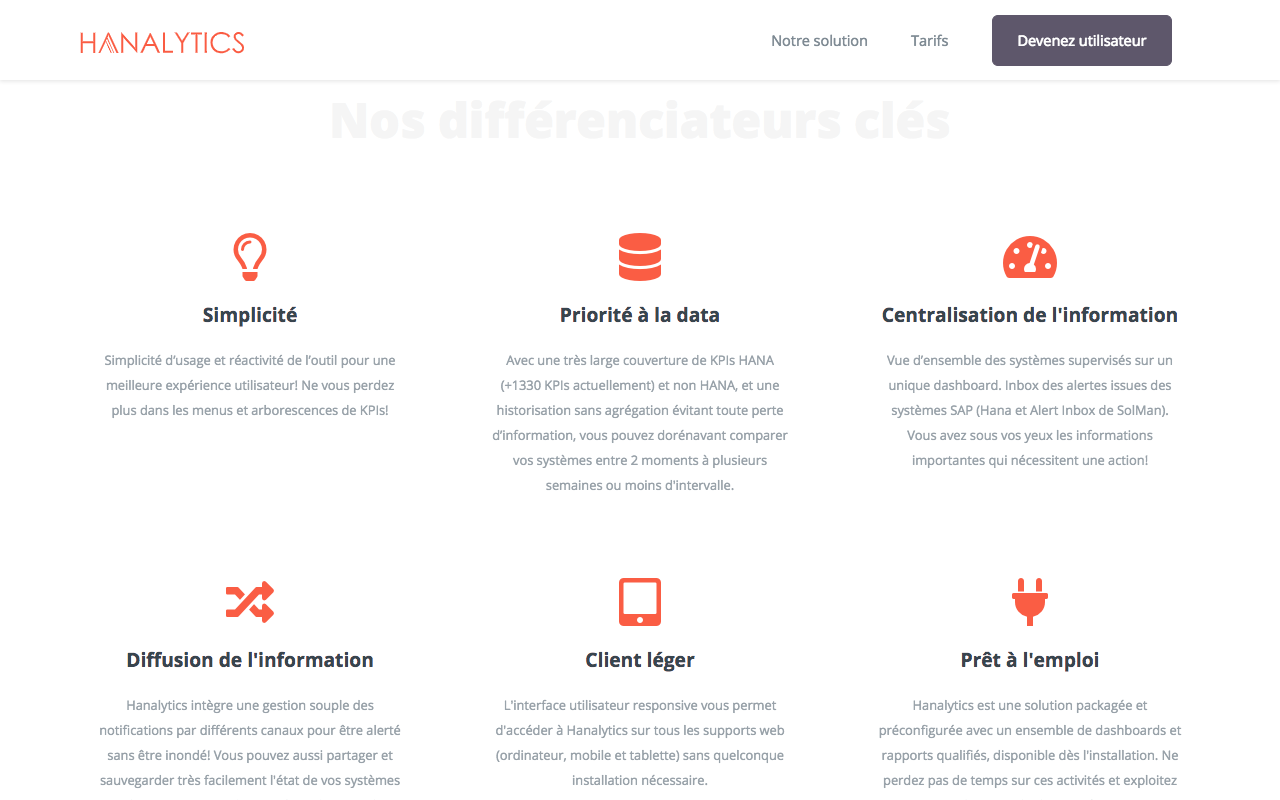 HANALYTICS
Notre solution
Tarifs
Devenez utilisateur
Nos différenciateurs clés
Simplicité
Simplicité d’usage et réactivité de l’outil pour une
meilleure expérience utilisateur! Ne vous perdez
plus dans les menus et arborescences de KPIs!
Priorité à la data
Avec une très large couverture de KPIs HANA
(+1330 KPIs actuellement) et non HANA, et une
historisation sans agrégation évitant toute perte
d’information, vous pouvez dorénavant comparer
vos systèmes entre 2 moments à plusieurs
semaines ou moins d'intervalle.
Centralisation de l'information
Vue d’ensemble des systèmes supervisés sur un
unique dashboard. Inbox des alertes issues des
systèmes SAP (Hana et Alert Inbox de SolMan).
Vous avez sous vos yeux les informations
importantes qui nécessitent une action!
Diffusion de l'information
Hanalytics intègre une gestion souple des
notifications par différents canaux pour être alerté
sans être inondé! Vous pouvez aussi partager et
sauvegarder très facilement l'état de vos systèmes
Client léger
L'interface utilisateur responsive vous permet
d'accéder à Hanalytics sur tous les supports web
(ordinateur, mobile et tablette) sans quelconque
installation nécessaire.
Prêt à l'emploi
Hanalytics est une solution packagée et
préconfigurée avec un ensemble de dashboards et
rapports qualifiés, disponible dès l'installation. Ne
perdez pas de temps sur ces activités et exploitez